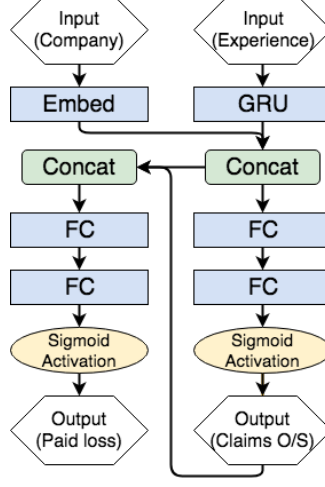 Input
(Company)
Input
(Experience)
Embed
GRU
Concat
Concat
FC
FC
FC
FC
Sigmoid
Activation
Sigmoid
Activation
Output
(Paid loss)
Output
(Claims O/S)